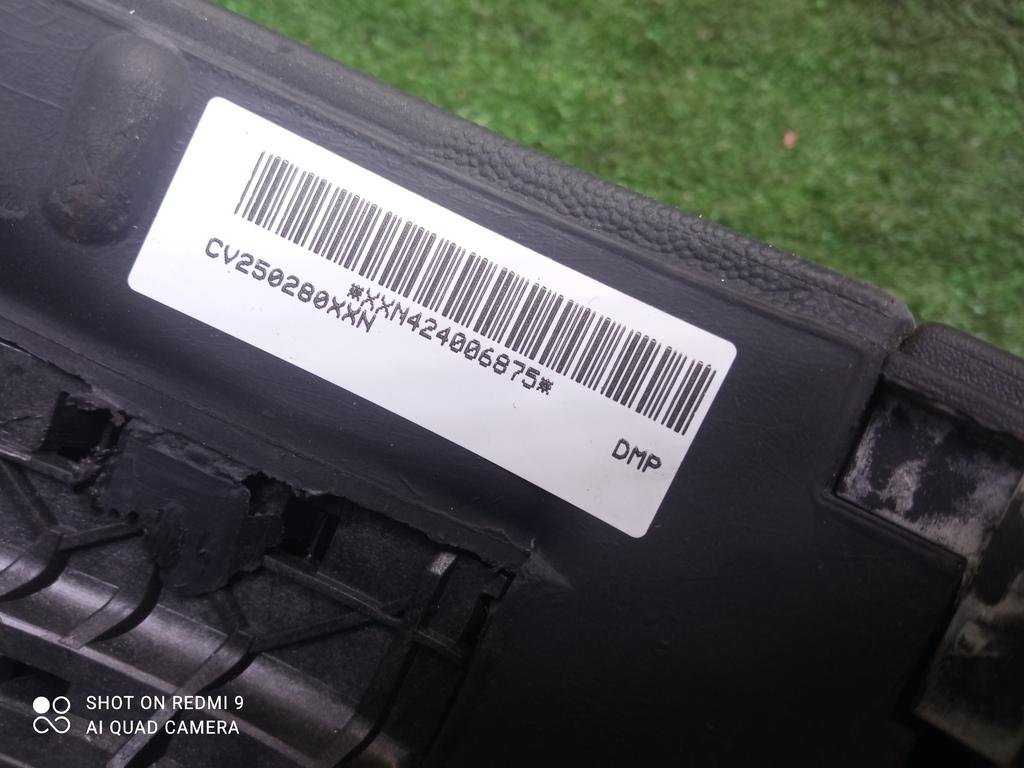 *XXN424006875*
CV250280XXN
DMP
SHOT ON REDMI 9
AI QUAD CAMERA